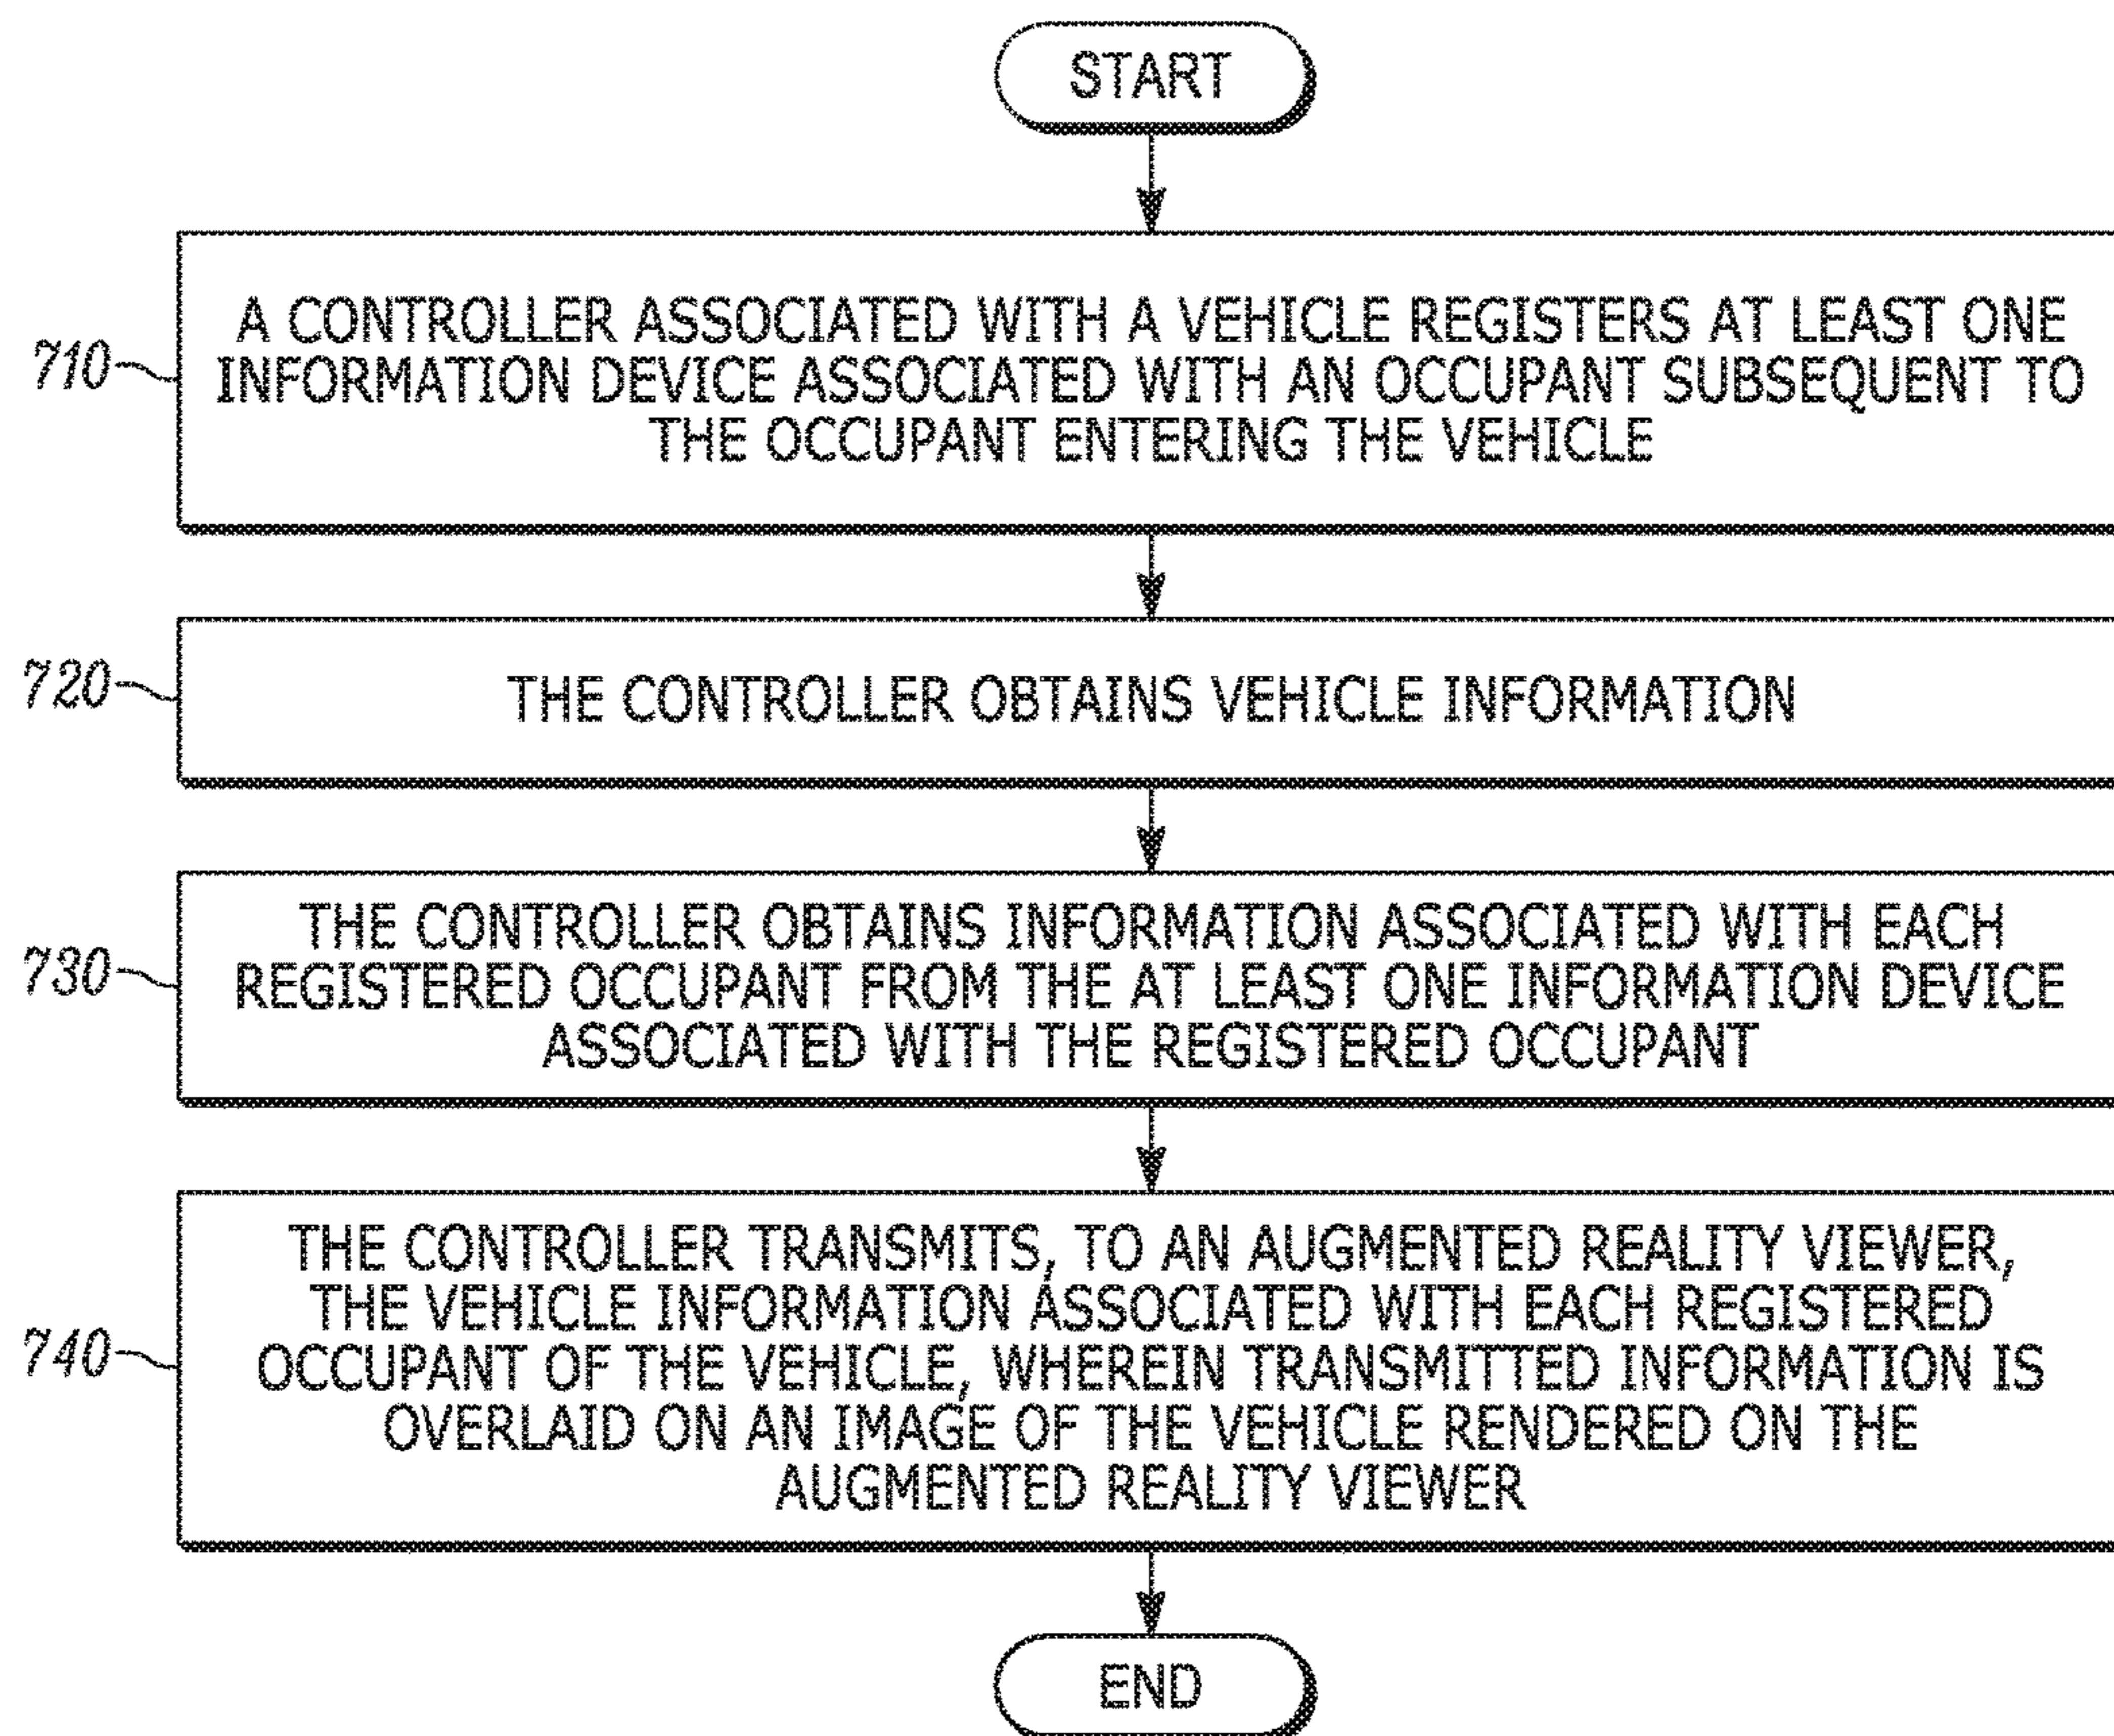 START
710
A CONTROLLER ASSOCIATED WITH A VEHICLE REGISTERS AT LEAST ONE
INFORMATION DEVICE ASSOCIATED WITH AN OCCUPANT SUBSEQUENT TO
THE OCCUPANT ENTERING THE VEHICLE
720
THE CONTROLLER OBTAINS VEHICLE INFORMATION
730
THE CONTROLLER OBTAINS INFORMATION ASSOCIATED WITH EACH
REGISTERED OCCUPANT FROM THE AT LEAST ONE INFORMATION DEVICE
ASSOCIATED WITH THE REGISTERED OCCUPANT
740
THE CONTROLLER TRANSMITS, TO AN AUGMENTED REALITY VIEWER,
THE VEHICLE INFORMATION ASSOCIATED WITH EACH REGISTERED
OCCUPANT OF THE VEHICLE, WHEREIN TRANSMITTED INFORMATION IS
OVERLAID ON AN IMAGE OF THE VEHICLE RENDERED ON THE
AUGMENTED REALITY VIEWER
END